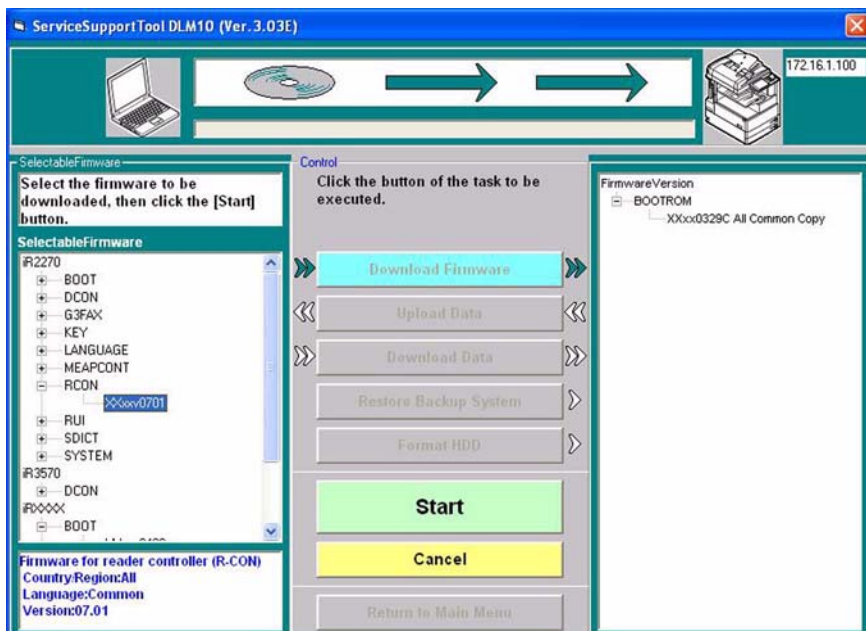 ServiceSupportTool DLM10 (Ver.3.03E)
172.16.1.100
SelectableFirmware
Select the firmware to be
downloaded, then click the [Start]
button.
SelectableFirmware
iR2270
BOOT
DCON
G3FAX
KEY
LANGUAGE
MEAPCONT
RCON
XXxxv0701
RUI
SDICT
SYSTEM
iR3570
DCON
iRXXXX
BOOT
Firmware for reader controller (R-CON)
Country:Region:All
Language:Common
Version:07.01
Control
Click the button of the task to be
executed.
Download Firmware
Upload Data
Download Data
Restore Backup System
Format HDD
Start
Cancel
Return to Main Menu
FirmwareVersion
BOOTROM
XXxx0329C All Common Copy